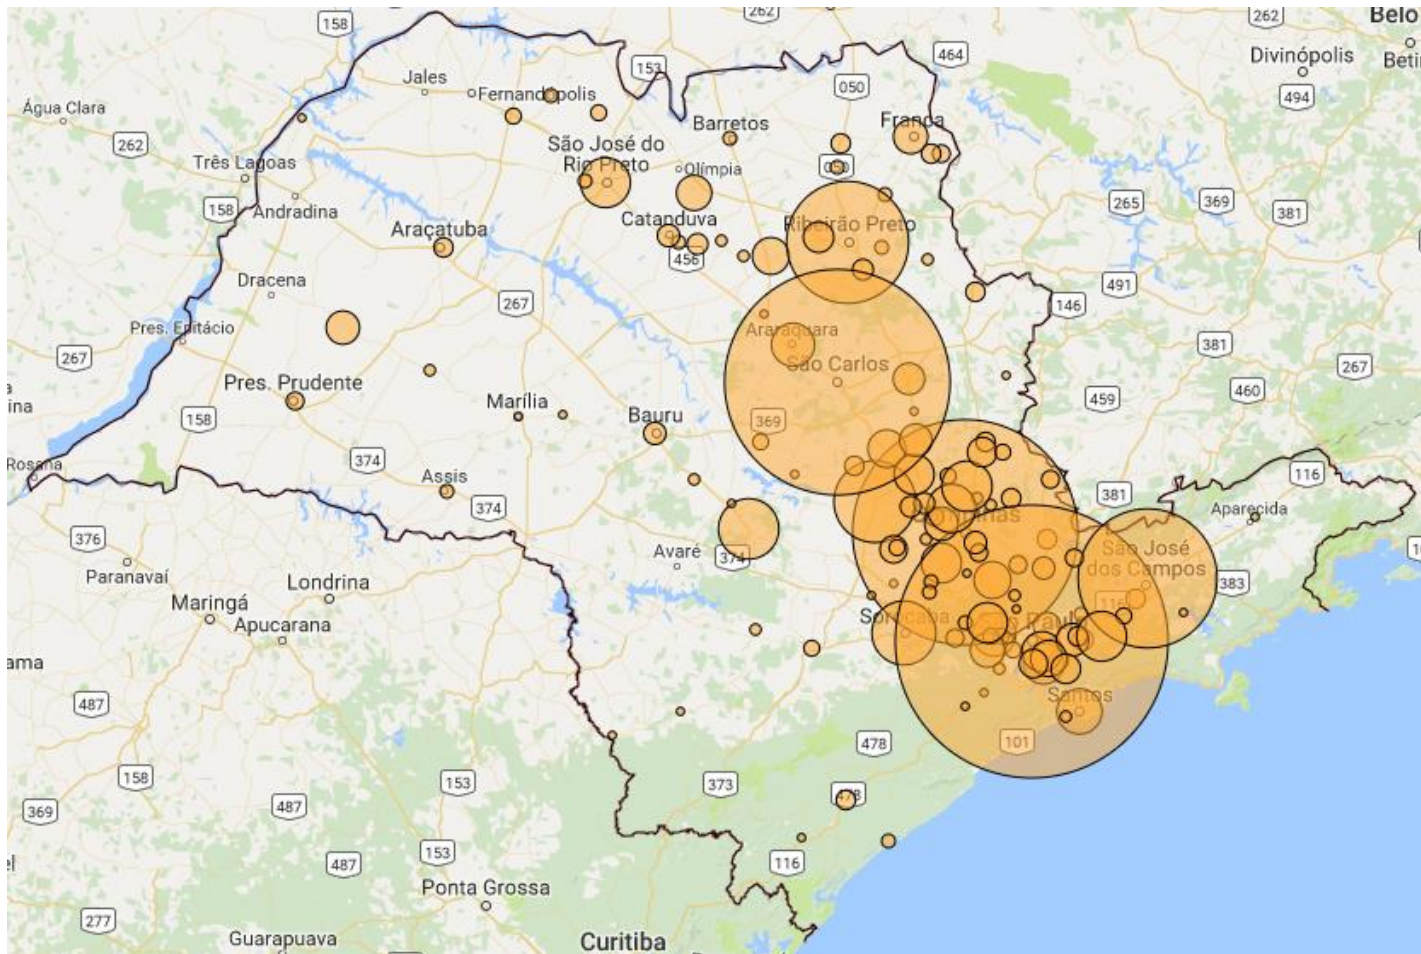 262
262
Belo
158
464
Divinópolis
Beti
153
Jales
050
Fernandópolis
494
Água Clara
Barretos
Franca
262
São José do
Rio Preto
Três Lagoas
Olímpia
050
158
Andradina
265
369
381
Catanduva
Ribeirão Preto
Araçatuba
456
Dracena
491
267
146
Pres. Epitácio
Araraquara
381
267
São Carlos
267
Pres. Prudente
460
459
ina
Marília
Bauru
158
369
374
Rosana
116
Assis
381
374
Aparecida
Campinas
376
São José
dos Campos
Avaré
374
Paranavaí
Londrina
383
Maringá
116
Apucarana
Sorocaba
São Paulo
ama
Santos
487
478
101
158
153
373
478
369
487
153
116
487
Ponta Grossa
277
Guarapuava
Curitiba